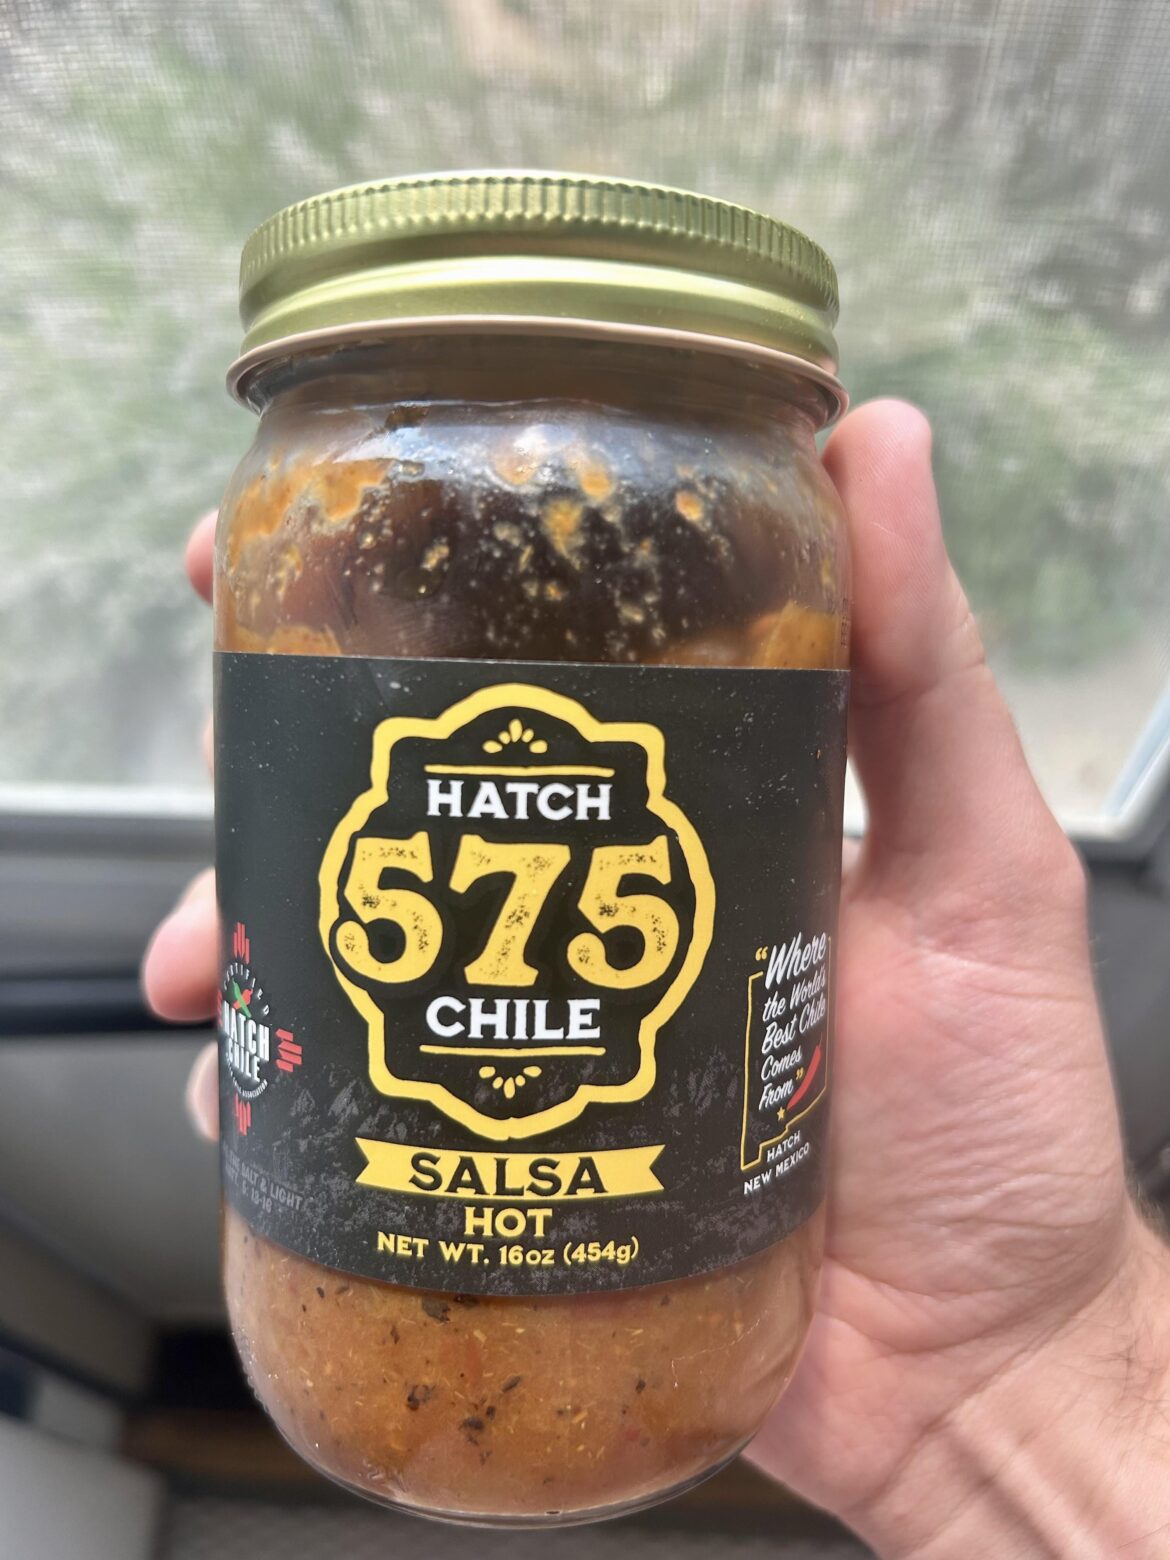 HATCH
575
CHILE
SALSA
HOT
NET WT. 16oz (454g)
HATCH
CHILE
& LIGHT
“Where
the World's
Best Chile
Comes
From”
HATCH
NEW MEXICO